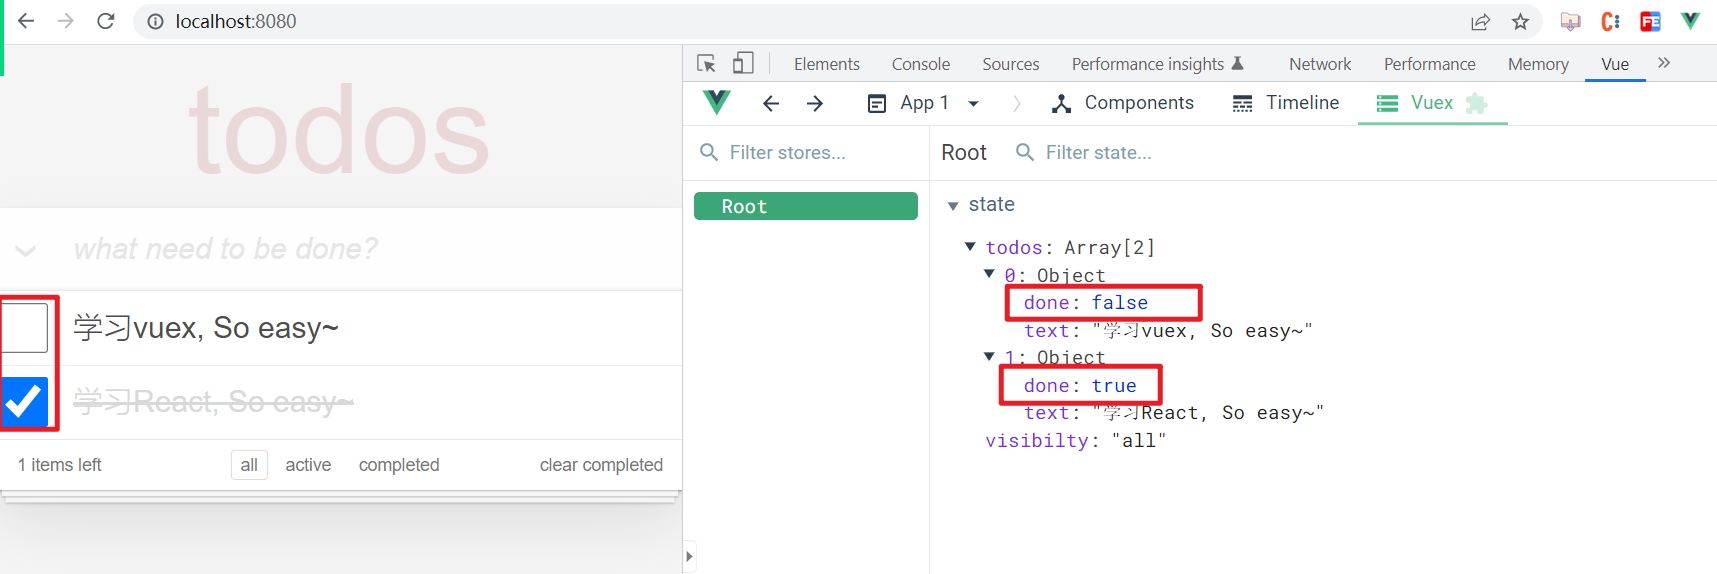 localhost:8080
Elements Console Sources Performance insights Network Performance Memory Vue
App 1 Components Timeline Vuex
Filter stores... Root Filter state...
Root
state
todos: Array[2]
0: Object
done: false
text: "学习vuex, So easy~"
1: Object
done: true
text: "学习React, So easy~"
visibilty: "all"
todos
what need to be done?
学习vuex, So easy~
学习React, So easy~
1 items left all active completed clear completed